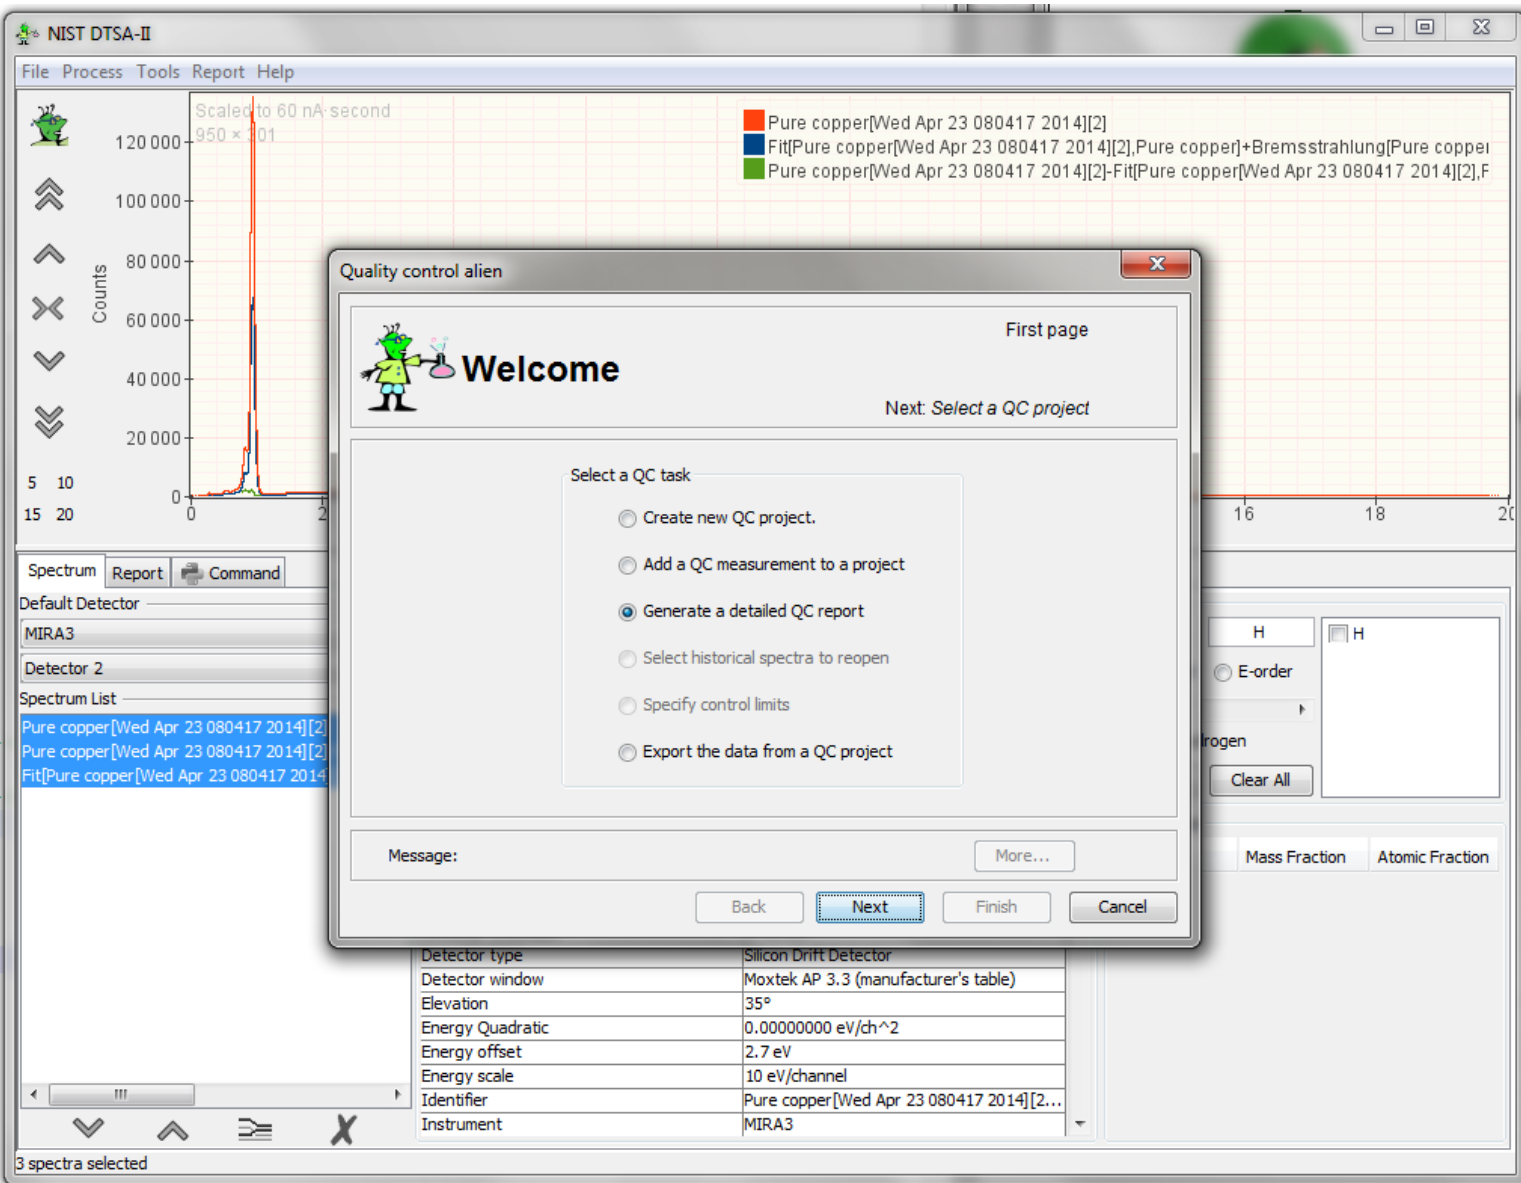 NIST DTSA-II
File Process Tools Report Help
Scaled to 60 nA·second
950 × 301
Pure copper[Wed Apr 23 080417 2014][2]
Fit[Pure copper[Wed Apr 23 080417 2014][2],Pure copper]+Bremsstrahlung[Pure copper
Pure copper[Wed Apr 23 080417 2014][2]-Fit[Pure copper[Wed Apr 23 080417 2014][2],F
120 000
100 000
80 000
60 000
40 000
20 000
0
Counts
0 2 16 18 20
5 10
15 20
Quality control alien
First page
Welcome
Next: Select a QC project
Select a QC task
Create new QC project.
Add a QC measurement to a project
Generate a detailed QC report
Select historical spectra to reopen
Specify control limits
Export the data from a QC project
Message:
More...
Back Next Finish Cancel
Spectrum Report Command
Default Detector
MIRA3
Detector 2
Spectrum List
Pure copper[Wed Apr 23 080417 2014][2]
Pure copper[Wed Apr 23 080417 2014][2]
Fit[Pure copper[Wed Apr 23 080417 2014
H
H
E-order
rogen
Clear All
Mass Fraction Atomic Fraction
Detector type Silicon Drift Detector
Detector window Moxtek AP 3.3 (manufacturer's table)
Elevation 35°
Energy Quadratic 0.00000000 eV/ch^2
Energy offset 2.7 eV
Energy scale 10 eV/channel
Identifier Pure copper[Wed Apr 23 080417 2014][2...
Instrument MIRA3
3 spectra selected